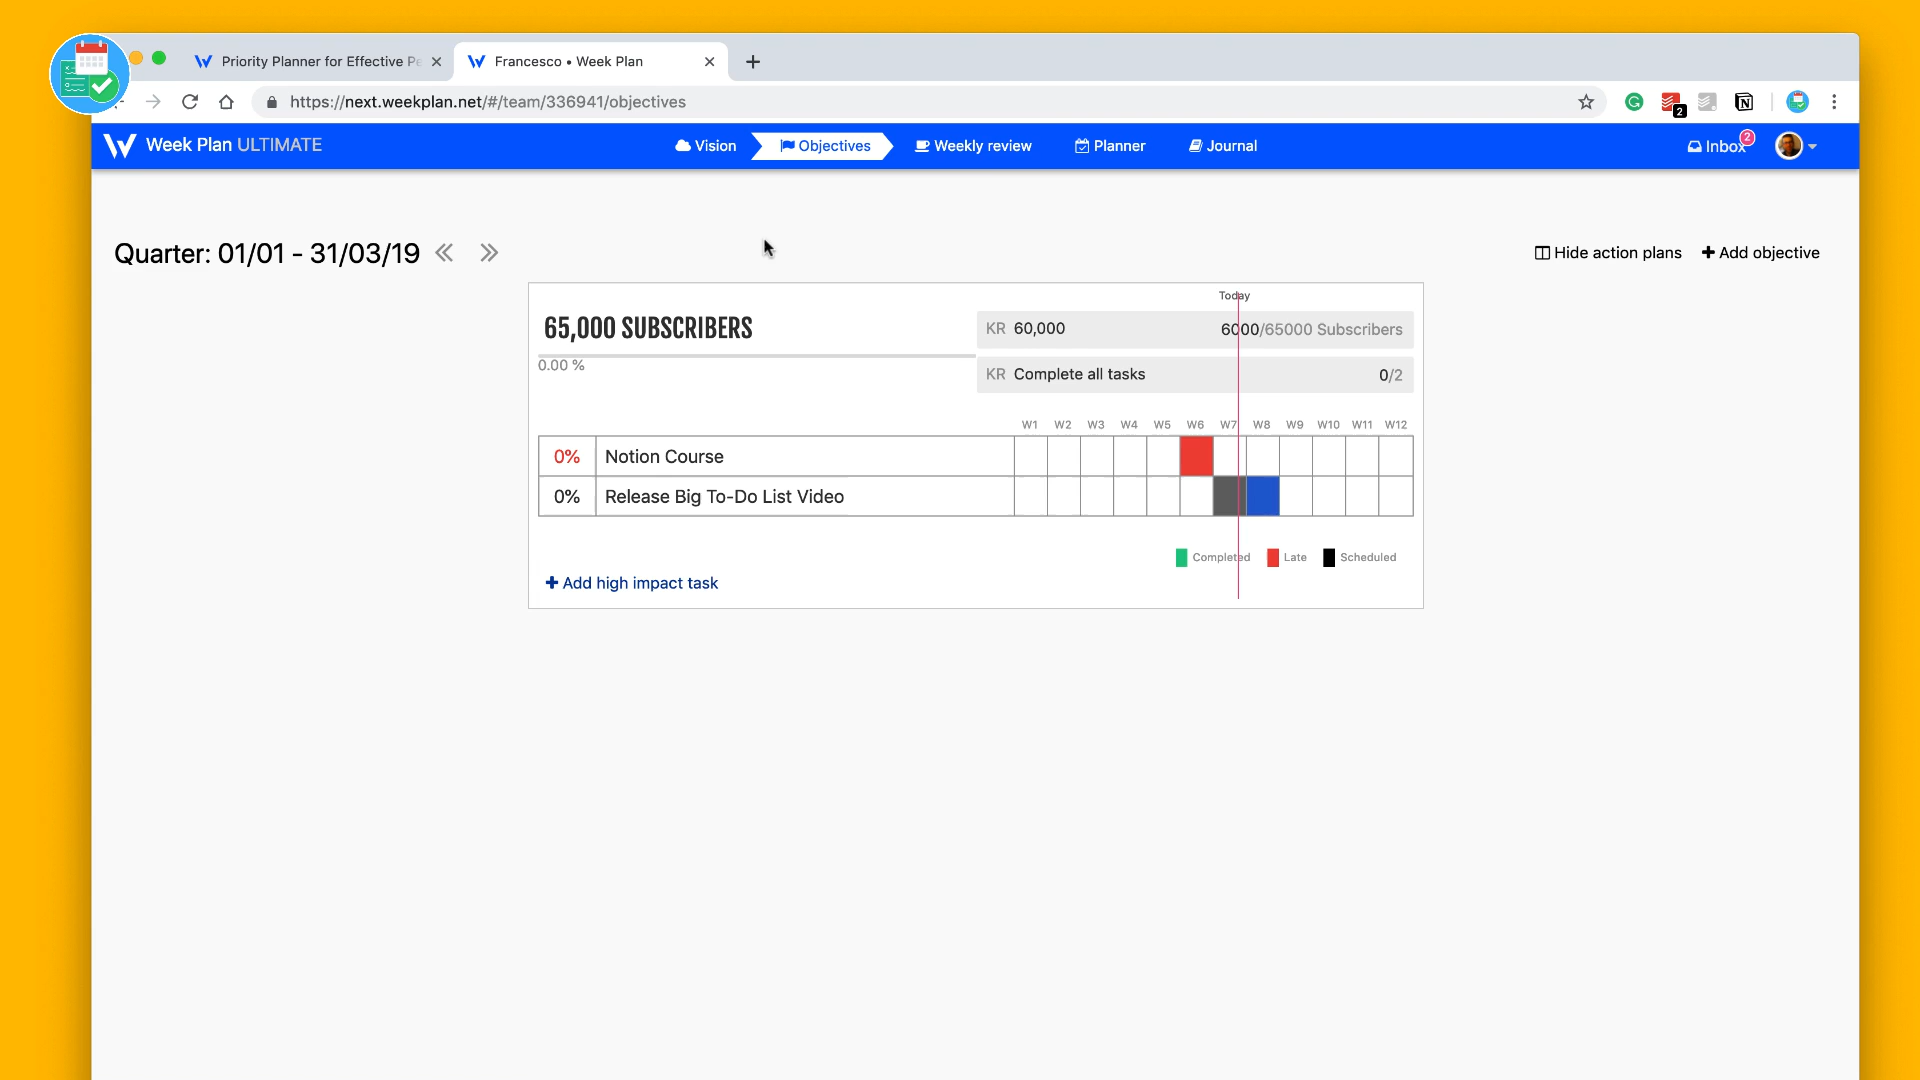 Priority Planner for Effective Pe
Francesco • Week Plan
https://next.weekplan.net/#/team/336941/objectives
2
Week Plan ULTIMATE
Vision
Objectives
Weekly review
Planner
Journal
Inbox 2
Quarter: 01/01 - 31/03/19
Hide action plans
Add objective
Today
65,000 SUBSCRIBERS
KR 60,000 6000/65000 Subscribers
0.00 %
KR Complete all tasks 0/2
W1 W2 W3 W4 W5 W6 W7 W8 W9 W10 W11 W12
0% Notion Course
0% Release Big To-Do List Video
Completed Late Scheduled
Add high impact task